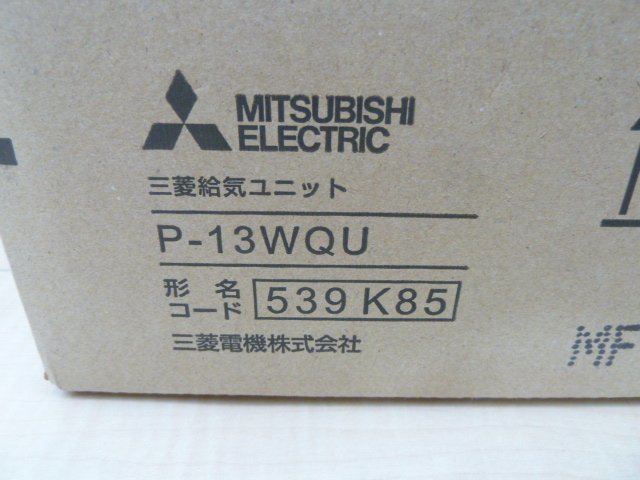 MITSUBISHI
ELECTRIC
三菱給気ユニット
P-13WQU
形 名
コード 539 K85
三菱電機株式会社
MF